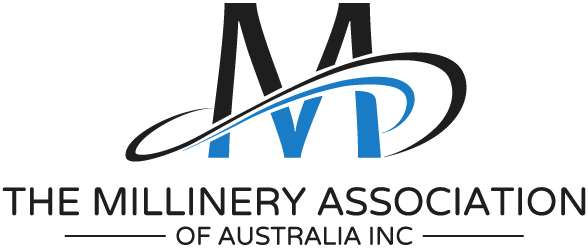 M
THE MILLINERY ASSOCIATION
OF AUSTRALIA INC